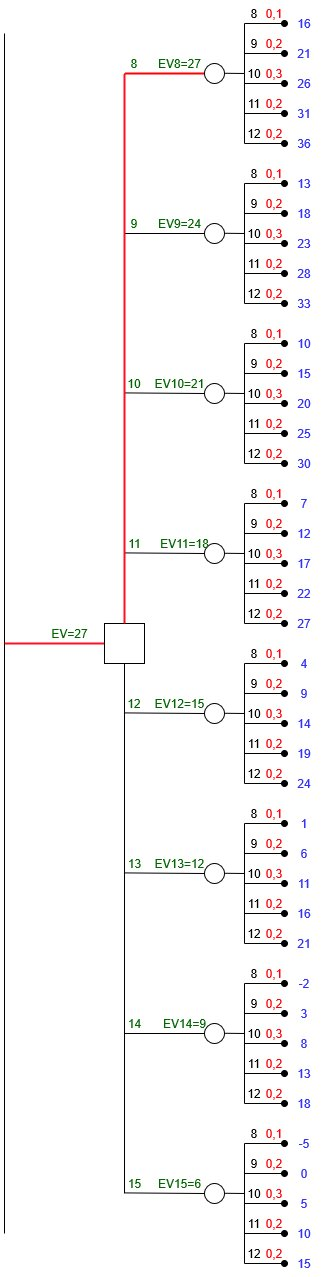 8 0,1 16
8 EV8=27 9 0,2 21
10 0,3 26
11 0,2 31
12 0,2 36
8 0,1 13
9 EV9=24 9 0,2 18
10 0,3 23
11 0,2 28
12 0,2 33
8 0,1 10
10 EV10=21 9 0,2 15
10 0,3 20
11 0,2 25
12 0,2 30
8 0,1 7
11 EV11=18 9 0,2 12
10 0,3 17
11 0,2 22
12 0,2 27
EV=27
8 0,1 4
12 EV12=15 9 0,2 9
10 0,3 14
11 0,2 19
12 0,2 24
8 0,1 1
13 EV13=12 9 0,2 6
10 0,3 11
11 0,2 16
12 0,2 21
8 0,1 -2
14 EV14=9 9 0,2 3
10 0,3 8
11 0,2 13
12 0,2 18
8 0,1 -5
15 EV15=6 9 0,2 0
10 0,3 5
11 0,2 10
12 0,2 15